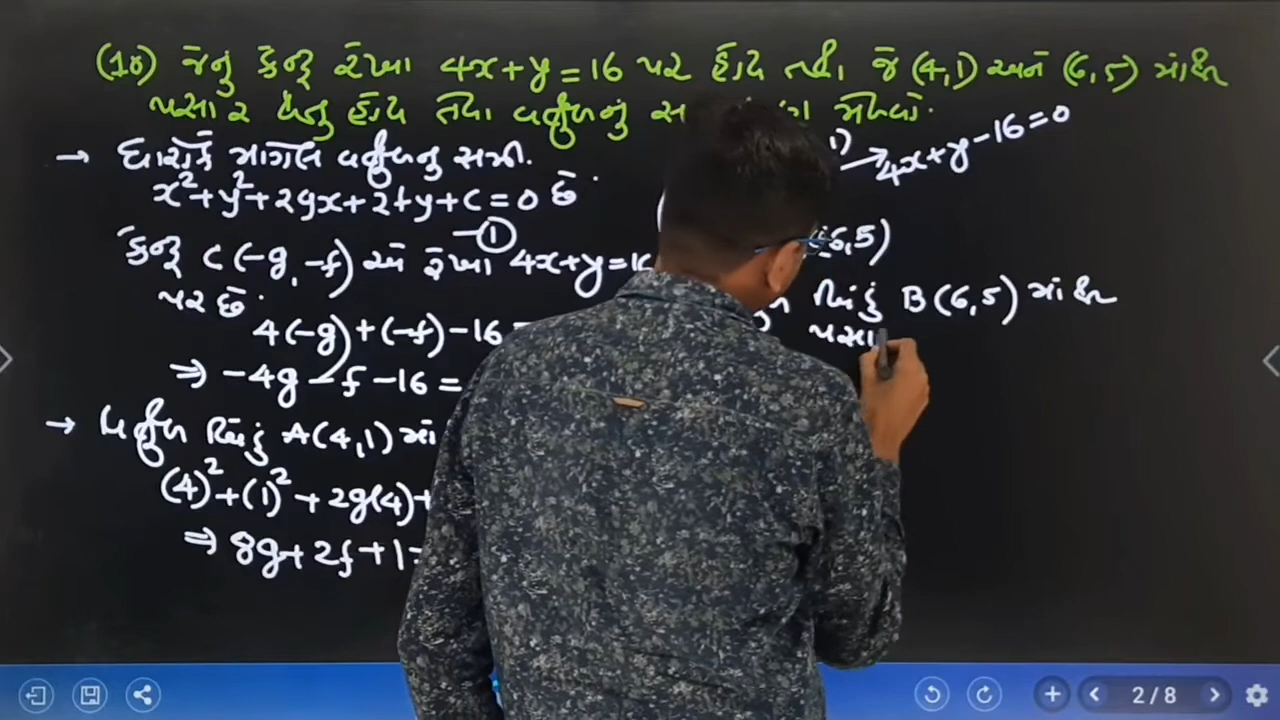 (10) જેનું કેન્દ્ર રેખા 4x+y=16 પર હોય તથા જે (4,1) અને (6,5) માંથી
પસાર થતું હોય તેવા વર્તુળનું મેળવો.
→ ધારોકે માગેલ વર્તુળનું સમી.
x²+y²+2gx+2fy+c=0 છે.
—①
→ 4x+y-16=0
કેન્દ્ર C(-g,-f) એ રેખા 4x+y=16
પર છે.
4(-g)+(-f)-16
⇒ -4g-f-16=
→ વર્તુળ બિંદુ A(4,1) માં
(4)²+(1)²+2g(4)+
⇒ 8g+2f+1=
(6,5)
બિંદુ B(6,5) માંથી
પસા
2/8